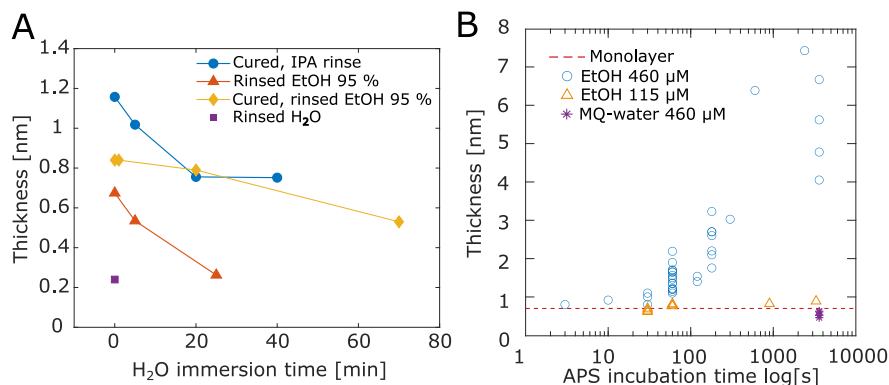 A
Thickness [nm]
1.4
1.2
1
0.8
0.6
0.4
0.2
0
0
20
40
60
80
H₂O immersion time [min]
Cured, IPA rinse
Rinsed EtOH 95 %
Cured, rinsed EtOH 95 %
Rinsed H₂O
B
Thickness [nm]
8
7
6
5
4
3
2
1
0
1
10
100
1000
10000
APS incubation time log[s]
Monolayer
EtOH 460 µM
EtOH 115 µM
MQ-water 460 µM